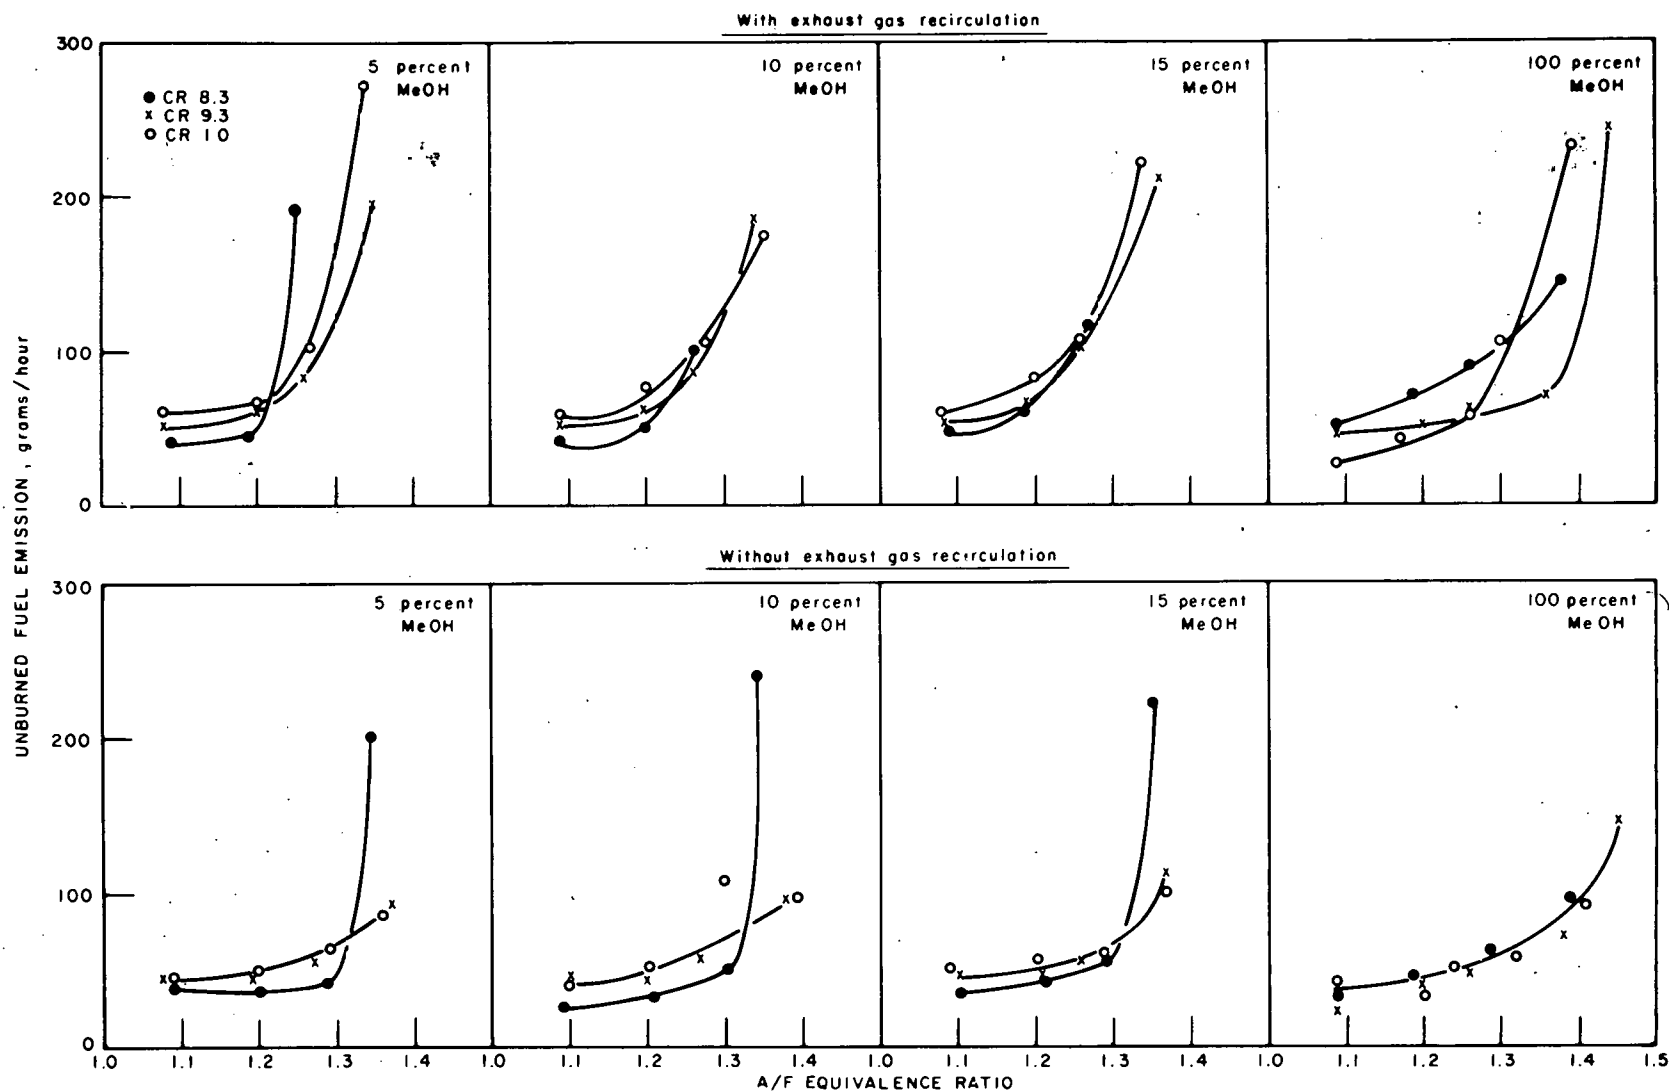 With exhaust gas recirculation
300
200
100
0
5 percent
MeOH
10 percent
MeOH
15 percent
MeOH
100 percent
MeOH
● CR 8.3
x CR 9.3
o CR 10
UNBURNED FUEL EMISSION, grams/hour
Without exhaust gas recirculation
300
200
100
0
5 percent
MeOH
10 percent
MeOH
15 percent
MeOH
100 percent
MeOH
1.0 1.1 1.2 1.3 1.4 1.0 1.1 1.2 1.3 1.4 1.0 1.1 1.2 1.3 1.4 1.0 1.1 1.2 1.3 1.4 1.5
A/F EQUIVALENCE RATIO